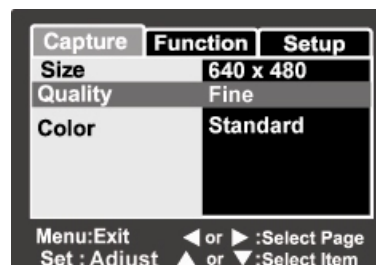 Capture Function Setup
Size 640 x 480
Quality Fine
Color Standard
Menu:Exit ◀ or ▶ :Select Page
Set : Adjust ▲ or ▼:Select Item